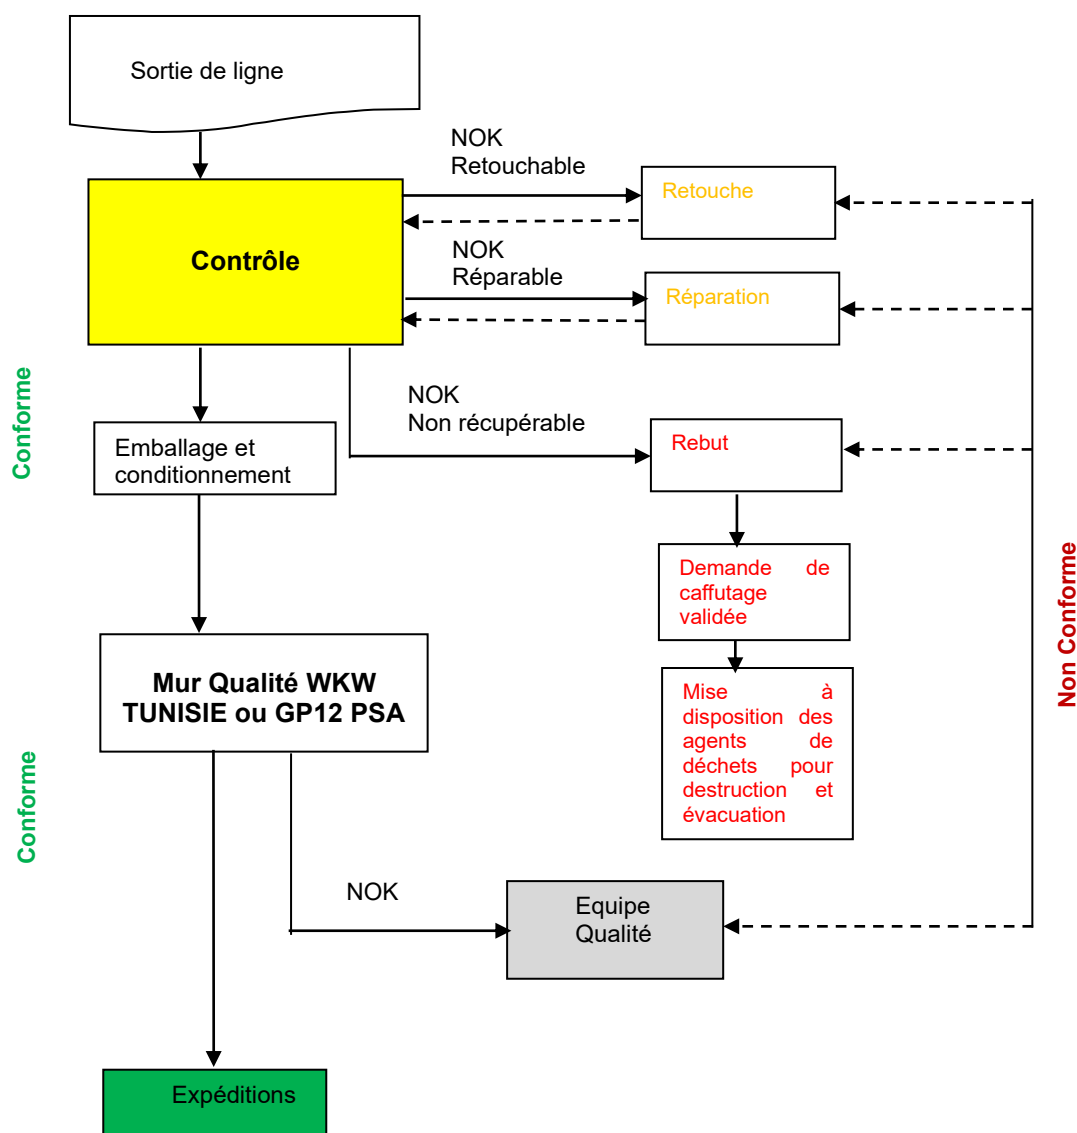 Sortie de ligne
NOK
Retouchable
Retouche
Contrôle
NOK
Réparable
Réparation
Conforme
NOK
Non récupérable
Emballage et
conditionnement
Rebut
Demande de
caffutage
validée
Non Conforme
Mur Qualité WKW
TUNISIE ou GP12 PSA
Mise à
disposition des
agents de
déchets pour
destruction et
évacuation
Conforme
NOK
Equipe
Qualité
Expéditions